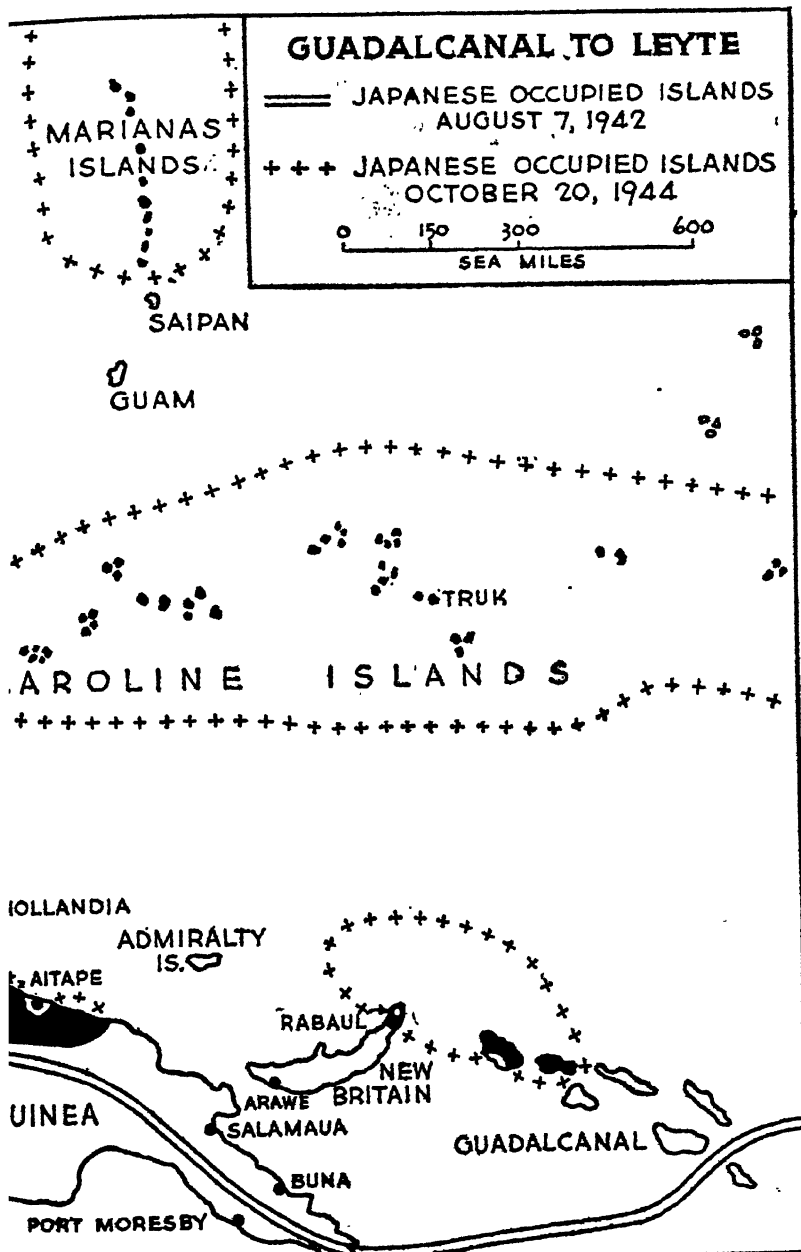 GUADALCANAL TO LEYTE
JAPANESE OCCUPIED ISLANDS
AUGUST 7, 1942
+ + + JAPANESE OCCUPIED ISLANDS
OCTOBER 20, 1944
0 150 300 600
SEA MILES
MARIANAS
ISLANDS
SAIPAN
GUAM
TRUK
AROLINE ISLANDS
HOLLANDIA
ADMIRALTY
IS.
AITAPE
RABAUL
NEW
BRITAIN
ARAWE
UINEA
SALAMAUA
GUADALCANAL
BUNA
PORT MORESBY